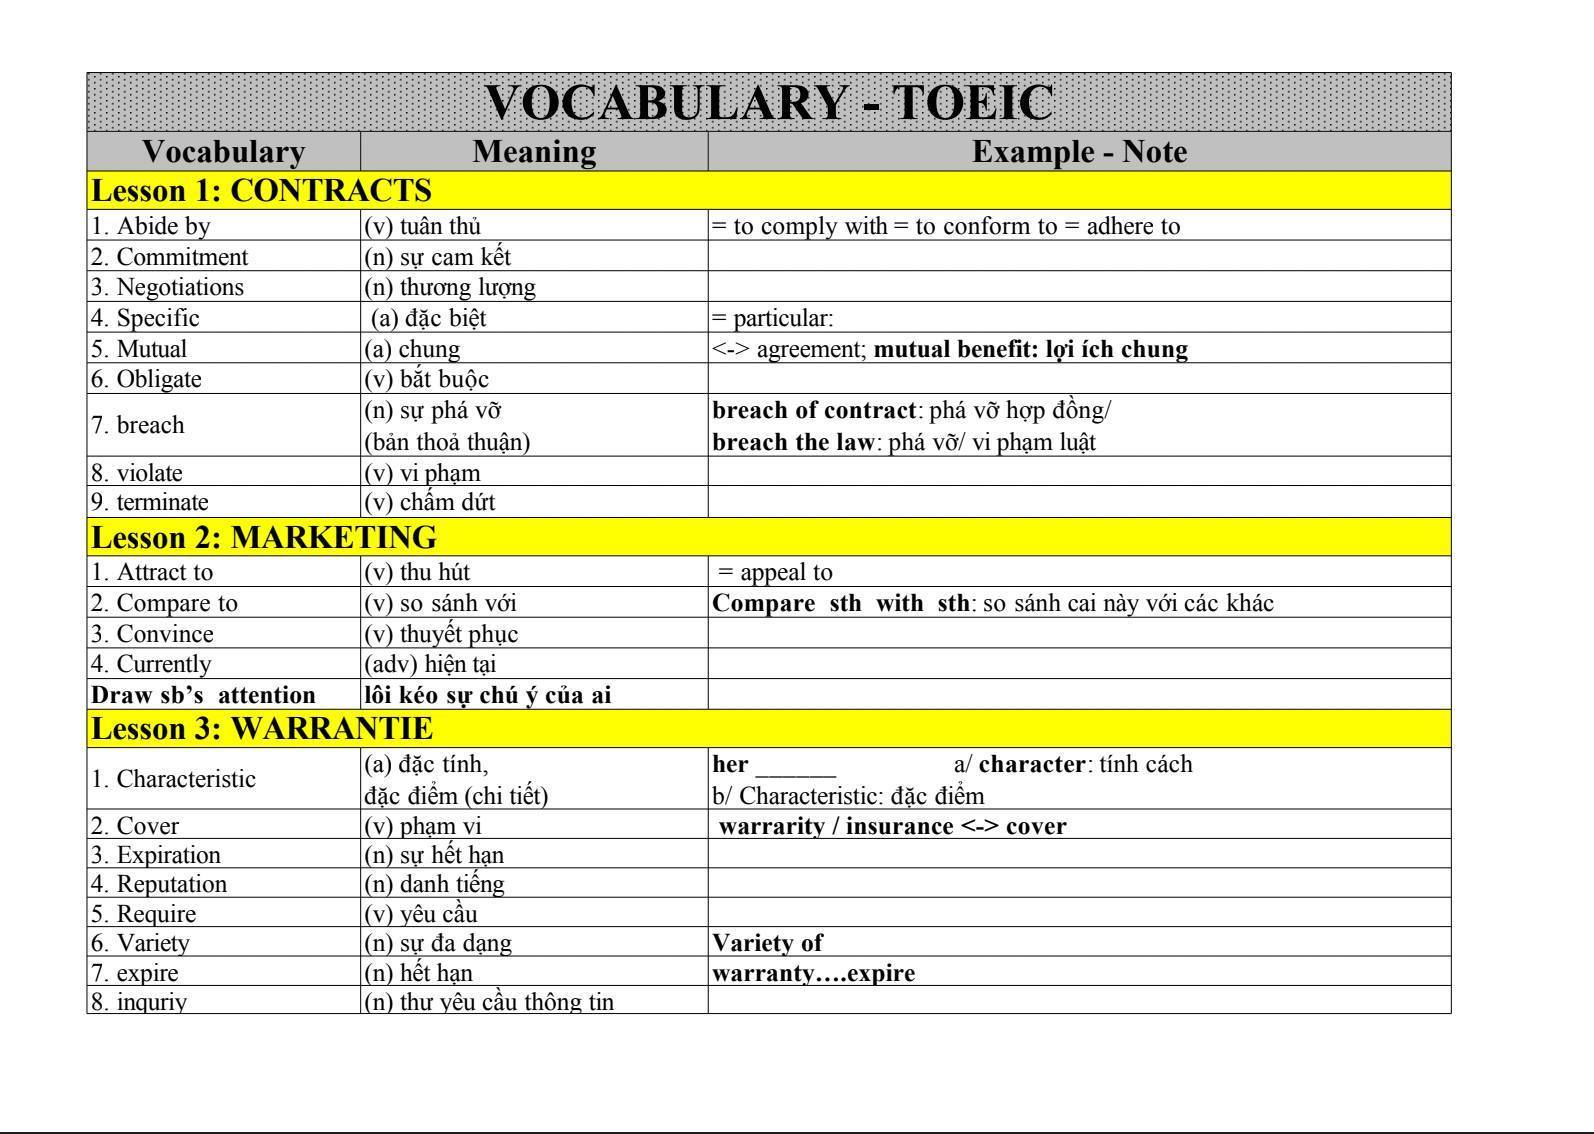 VOCABULARY - TOEIC
Vocabulary Meaning Example - Note
Lesson 1: CONTRACTS
1. Abide by (v) tuân thủ = to comply with = to conform to = adhere to
2. Commitment (n) sự cam kết
3. Negotiations (n) thương lượng
4. Specific (a) đặc biệt = particular:
5. Mutual (a) chung <-> agreement; mutual benefit: lợi ích chung
6. Obligate (v) bắt buộc
7. breach (n) sự phá vỡ
(bản thoả thuận)
breach of contract: phá vỡ hợp đồng/
breach the law: phá vỡ/ vi phạm luật
8. violate (v) vi phạm
9. terminate (v) chấm dứt
Lesson 2: MARKETING
1. Attract to (v) thu hút = appeal to
2. Compare to (v) so sánh với Compare sth with sth: so sánh cai này với các khác
3. Convince (v) thuyết phục
4. Currently (adv) hiện tại
Draw sb’s attention lôi kéo sự chú ý của ai
Lesson 3: WARRANTIE
1. Characteristic (a) đặc tính,
đặc điểm (chi tiết)
her ______ a/ character: tính cách
b/ Characteristic: đặc điểm
2. Cover (v) phạm vi warrarity / insurance <-> cover
3. Expiration (n) sự hết hạn
4. Reputation (n) danh tiếng
5. Require (v) yêu cầu
6. Variety (n) sự đa dạng Variety of
7. expire (n) hết hạn warranty….expire
8. inquriy (n) thư yêu cầu thông tin